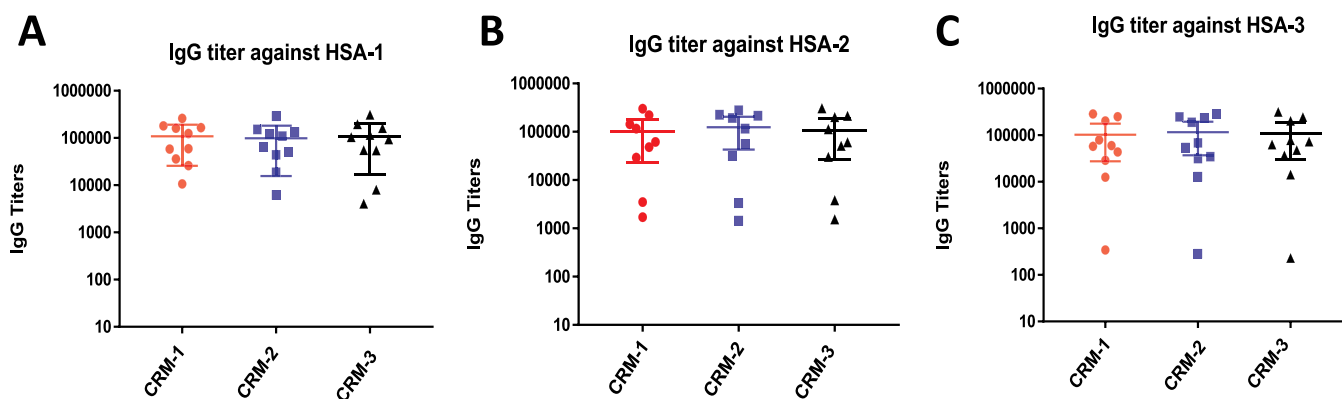 A
IgG titer against HSA-1
IgG Titers
1000000
100000
10000
1000
100
10
CRM-1
CRM-2
CRM-3
B
IgG titer against HSA-2
IgG Titers
1000000
100000
10000
1000
100
10
CRM-1
CRM-2
CRM-3
C
IgG titer against HSA-3
IgG Titers
1000000
100000
10000
1000
100
10
CRM-1
CRM-2
CRM-3